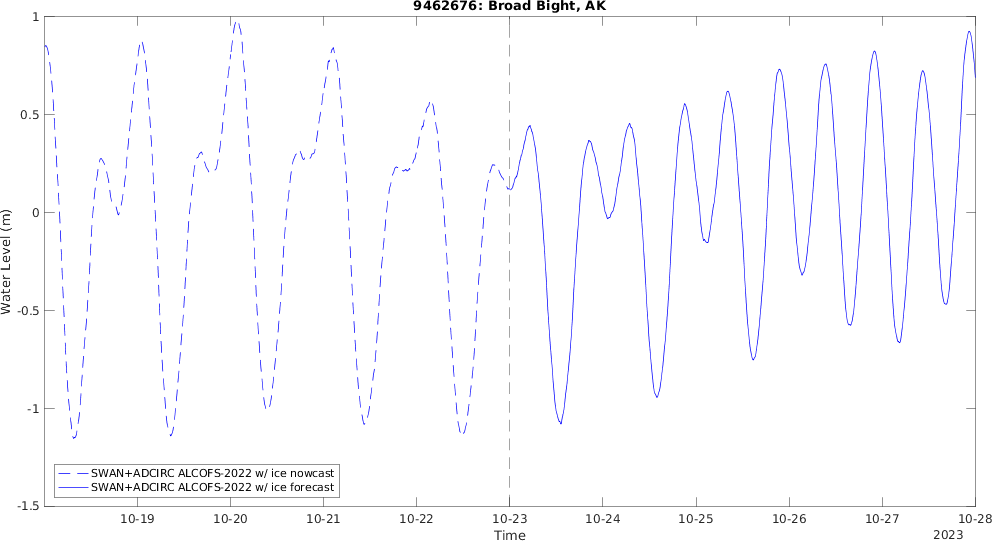 9462676: Broad Bight, AK
1
0.5
0
-0.5
-1
-1.5
Water Level (m)
SWAN+ADCIRC ALCOFS-2022 w/ ice nowcast
SWAN+ADCIRC ALCOFS-2022 w/ ice forecast
10-19 10-20 10-21 10-22 10-23 10-24 10-25 10-26 10-27 10-28
Time
2023